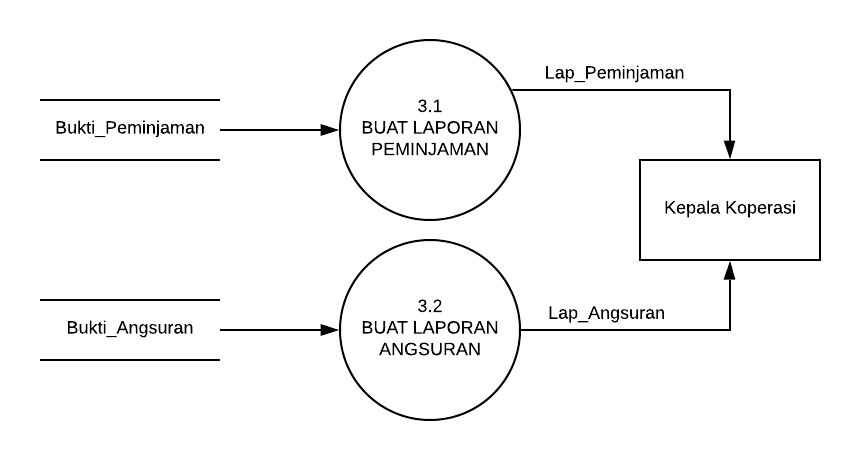 3.1
BUAT LAPORAN
PEMINJAMAN
Bukti_Peminjaman
Lap_Peminjaman
Kepala Koperasi
3.2
BUAT LAPORAN
ANGSURAN
Bukti_Angsuran
Lap_Angsuran